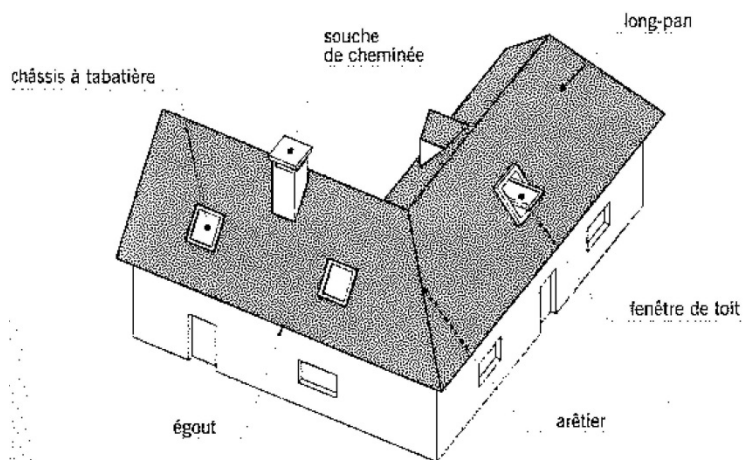 long-pan
souche
de cheminée
châssis à tabatière
fenêtre de toit
égout
arêtier